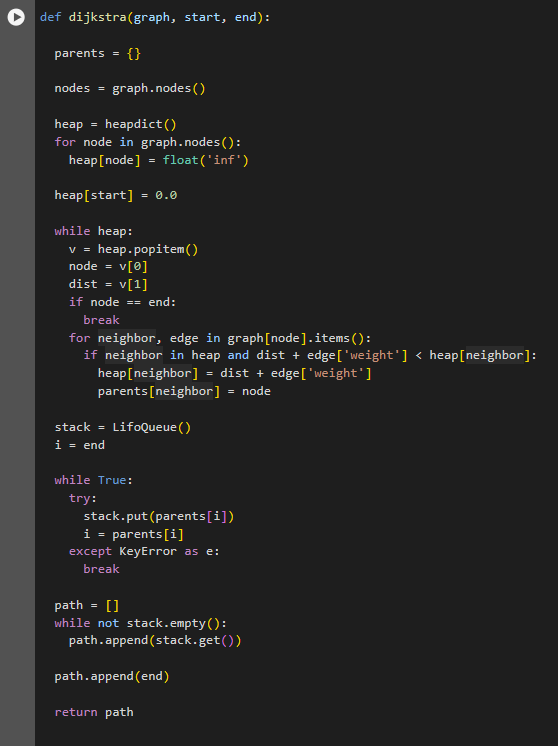 def dijkstra(graph, start, end):
parents = {}
nodes = graph.nodes()
heap = heapdict()
for node in graph.nodes():
heap[node] = float('inf')
heap[start] = 0.0
while heap:
v = heap.popitem()
node = v[0]
dist = v[1]
if node == end:
break
for neighbor, edge in graph[node].items():
if neighbor in heap and dist + edge['weight'] < heap[neighbor]:
heap[neighbor] = dist + edge['weight']
parents[neighbor] = node
stack = LifoQueue()
i = end
while True:
try:
stack.put(parents[i])
i = parents[i]
except KeyError as e:
break
path = []
while not stack.empty():
path.append(stack.get())
path.append(end)
return path